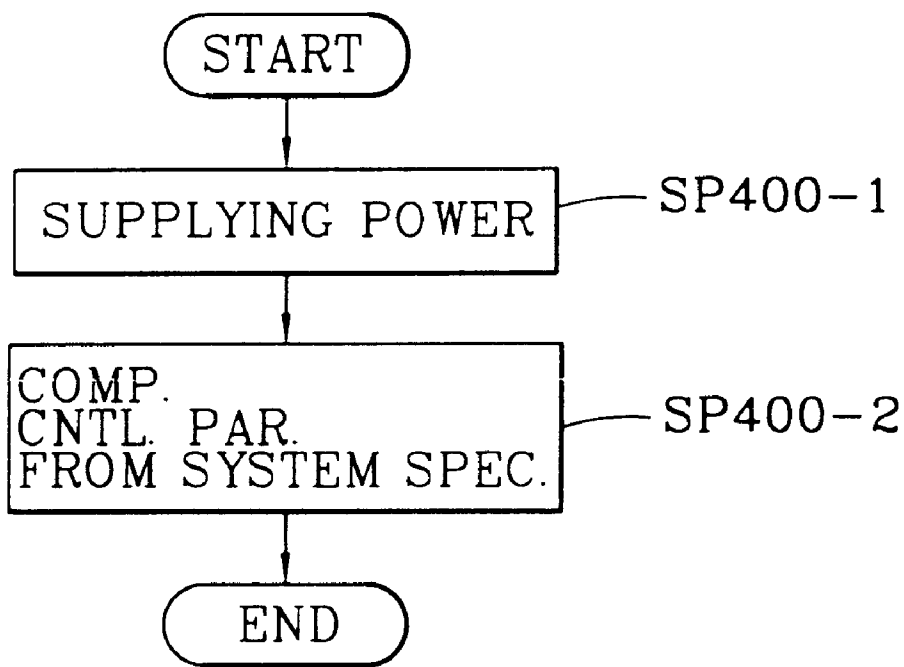 START
SUPPLYING POWER
SP400-1
COMP.
CNTL. PAR.
FROM SYSTEM SPEC.
SP400-2
END